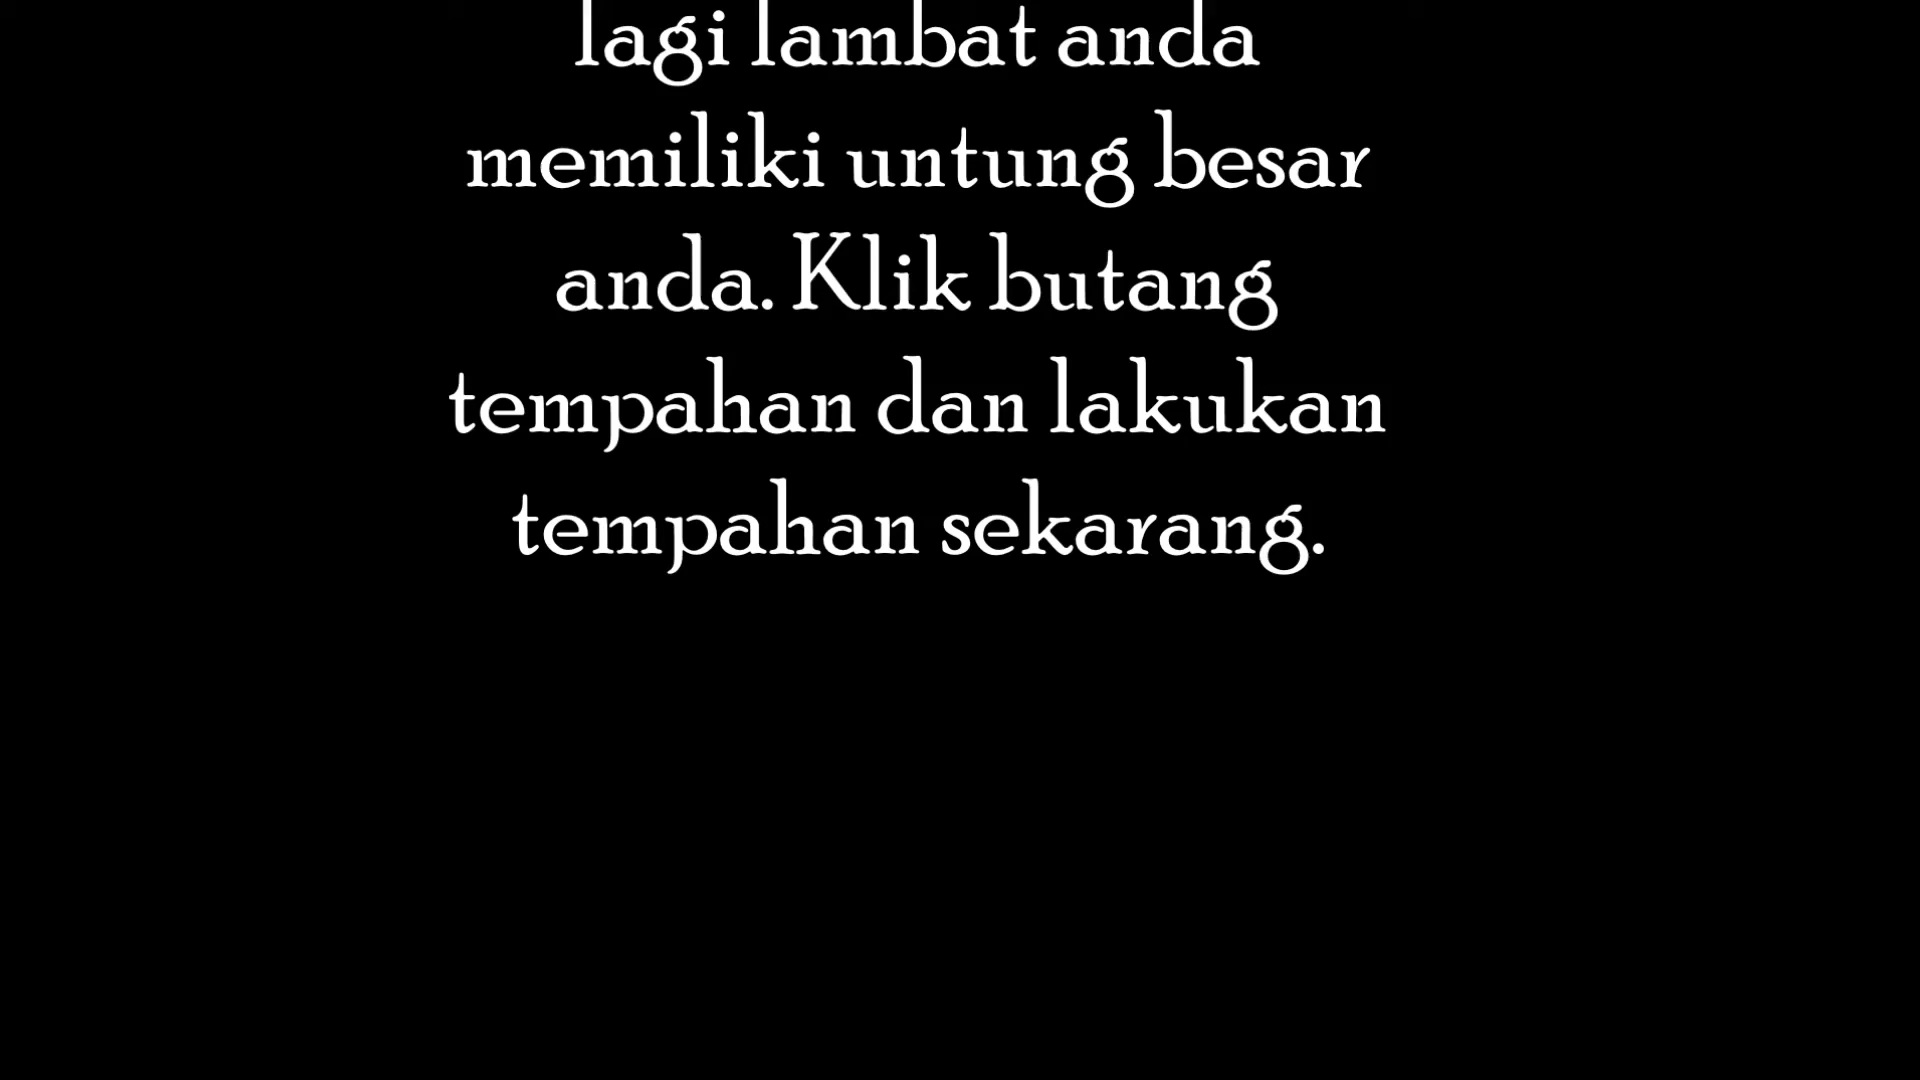 lagi lambat anda
memiliki untung besar
anda. Klik butang
tempahan dan lakukan
tempahan sekarang.